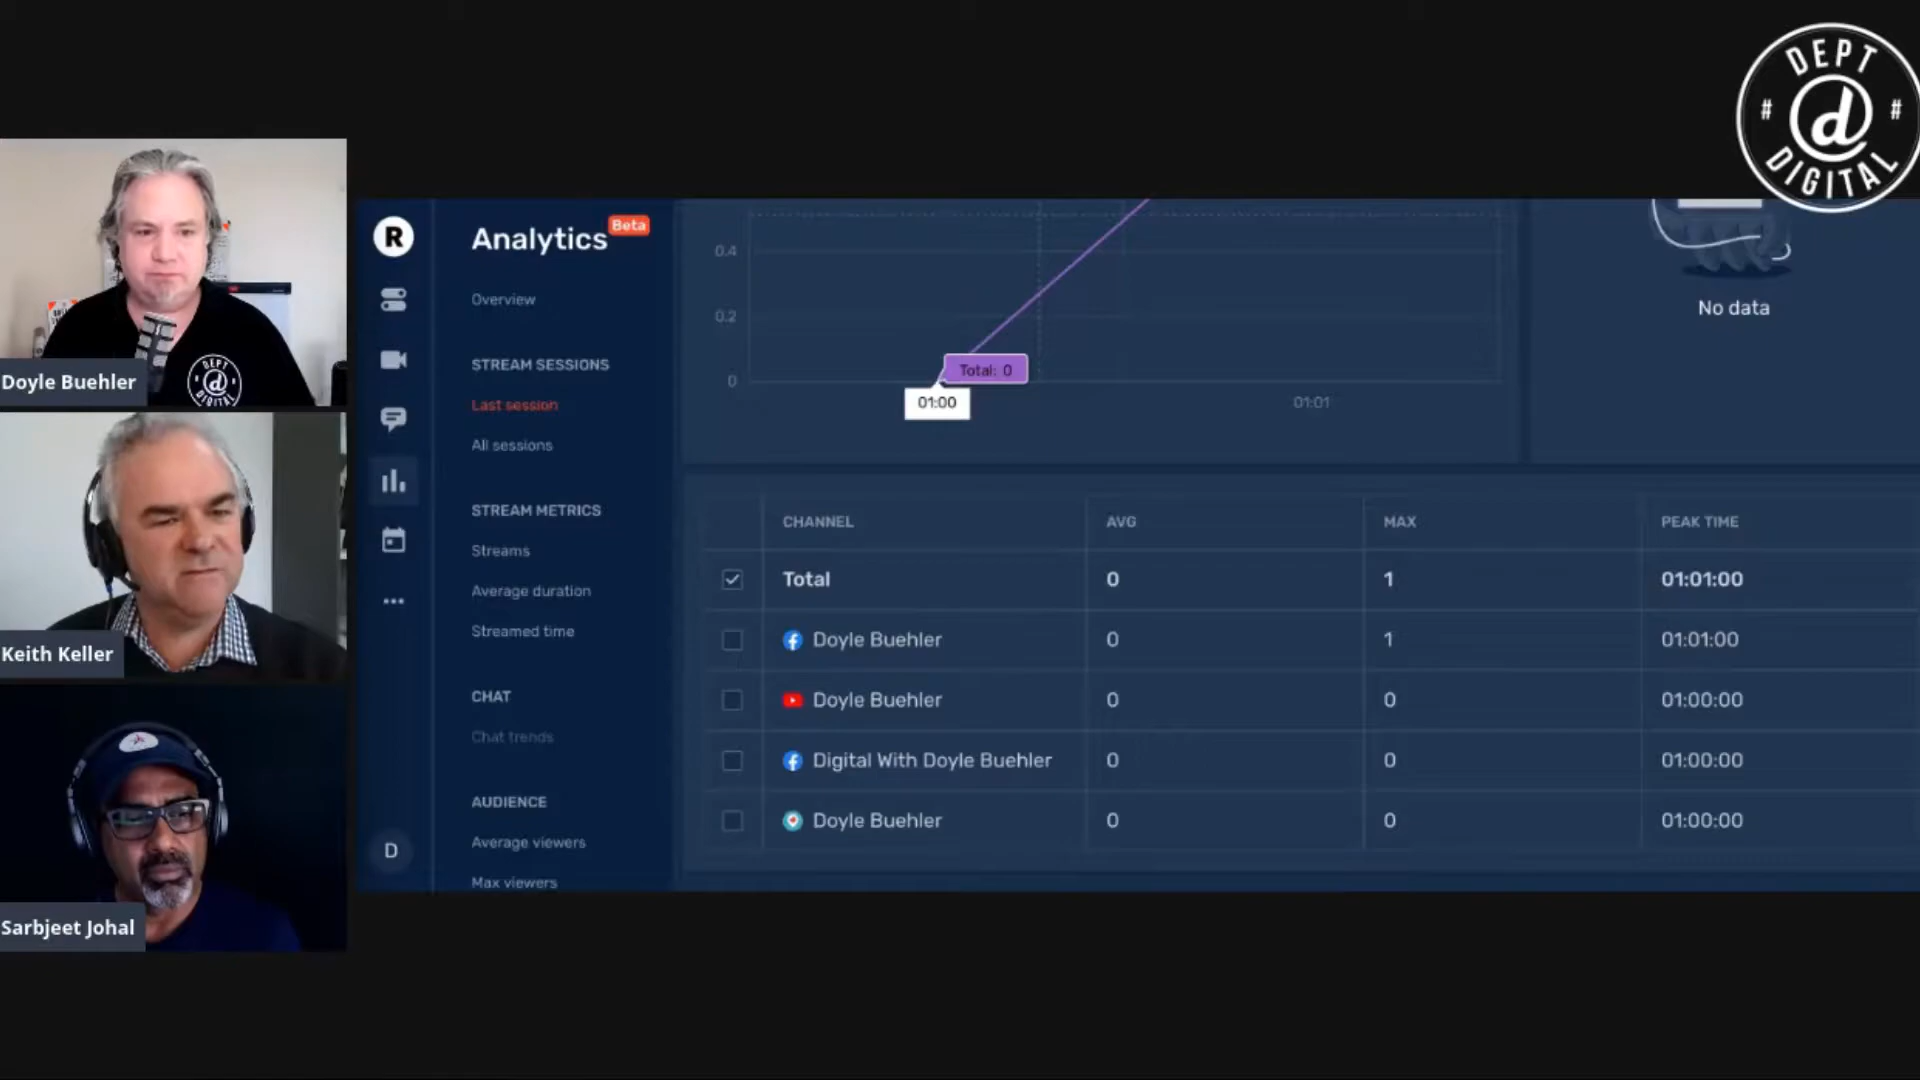 DEPT
#
d
#
DIGITAL
DEPT
d
DIGITAL
Doyle Buehler
Keith Keller
Sarbjeet Johal
R
D
Analytics
Beta
Overview
STREAM SESSIONS
Last session
All sessions
STREAM METRICS
Streams
Average duration
Streamed time
CHAT
Chat trends
AUDIENCE
Average viewers
Max viewers
0.4
0.2
0
Total: 0
01:00
01:01
No data
CHANNEL AVG MAX PEAK TIME
Total 0 1 01:01:00
Doyle Buehler 0 1 01:01:00
Doyle Buehler 0 0 01:00:00
Digital With Doyle Buehler 0 0 01:00:00
Doyle Buehler 0 0 01:00:00